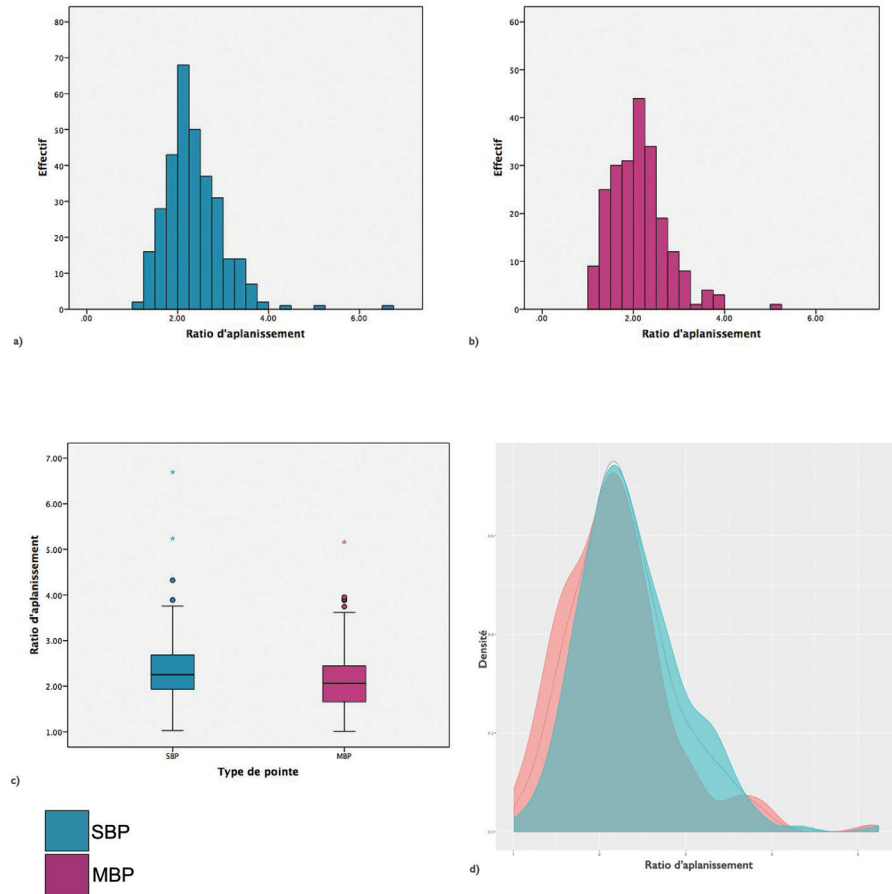 80
70
60
50
40
30
20
10
0
Effectif
.00 2.00 4.00 6.00
Ratio d'aplanissement
a)
60
50
40
30
20
10
0
Effectif
.00 2.00 4.00 6.00
Ratio d'aplanissement
b)
7.00
6.00
5.00
4.00
3.00
2.00
1.00
Ratio d'aplanissement
SBP MBP
Type de pointe
c)
Densité
Ratio d'aplanissement
d)
SBP
MBP